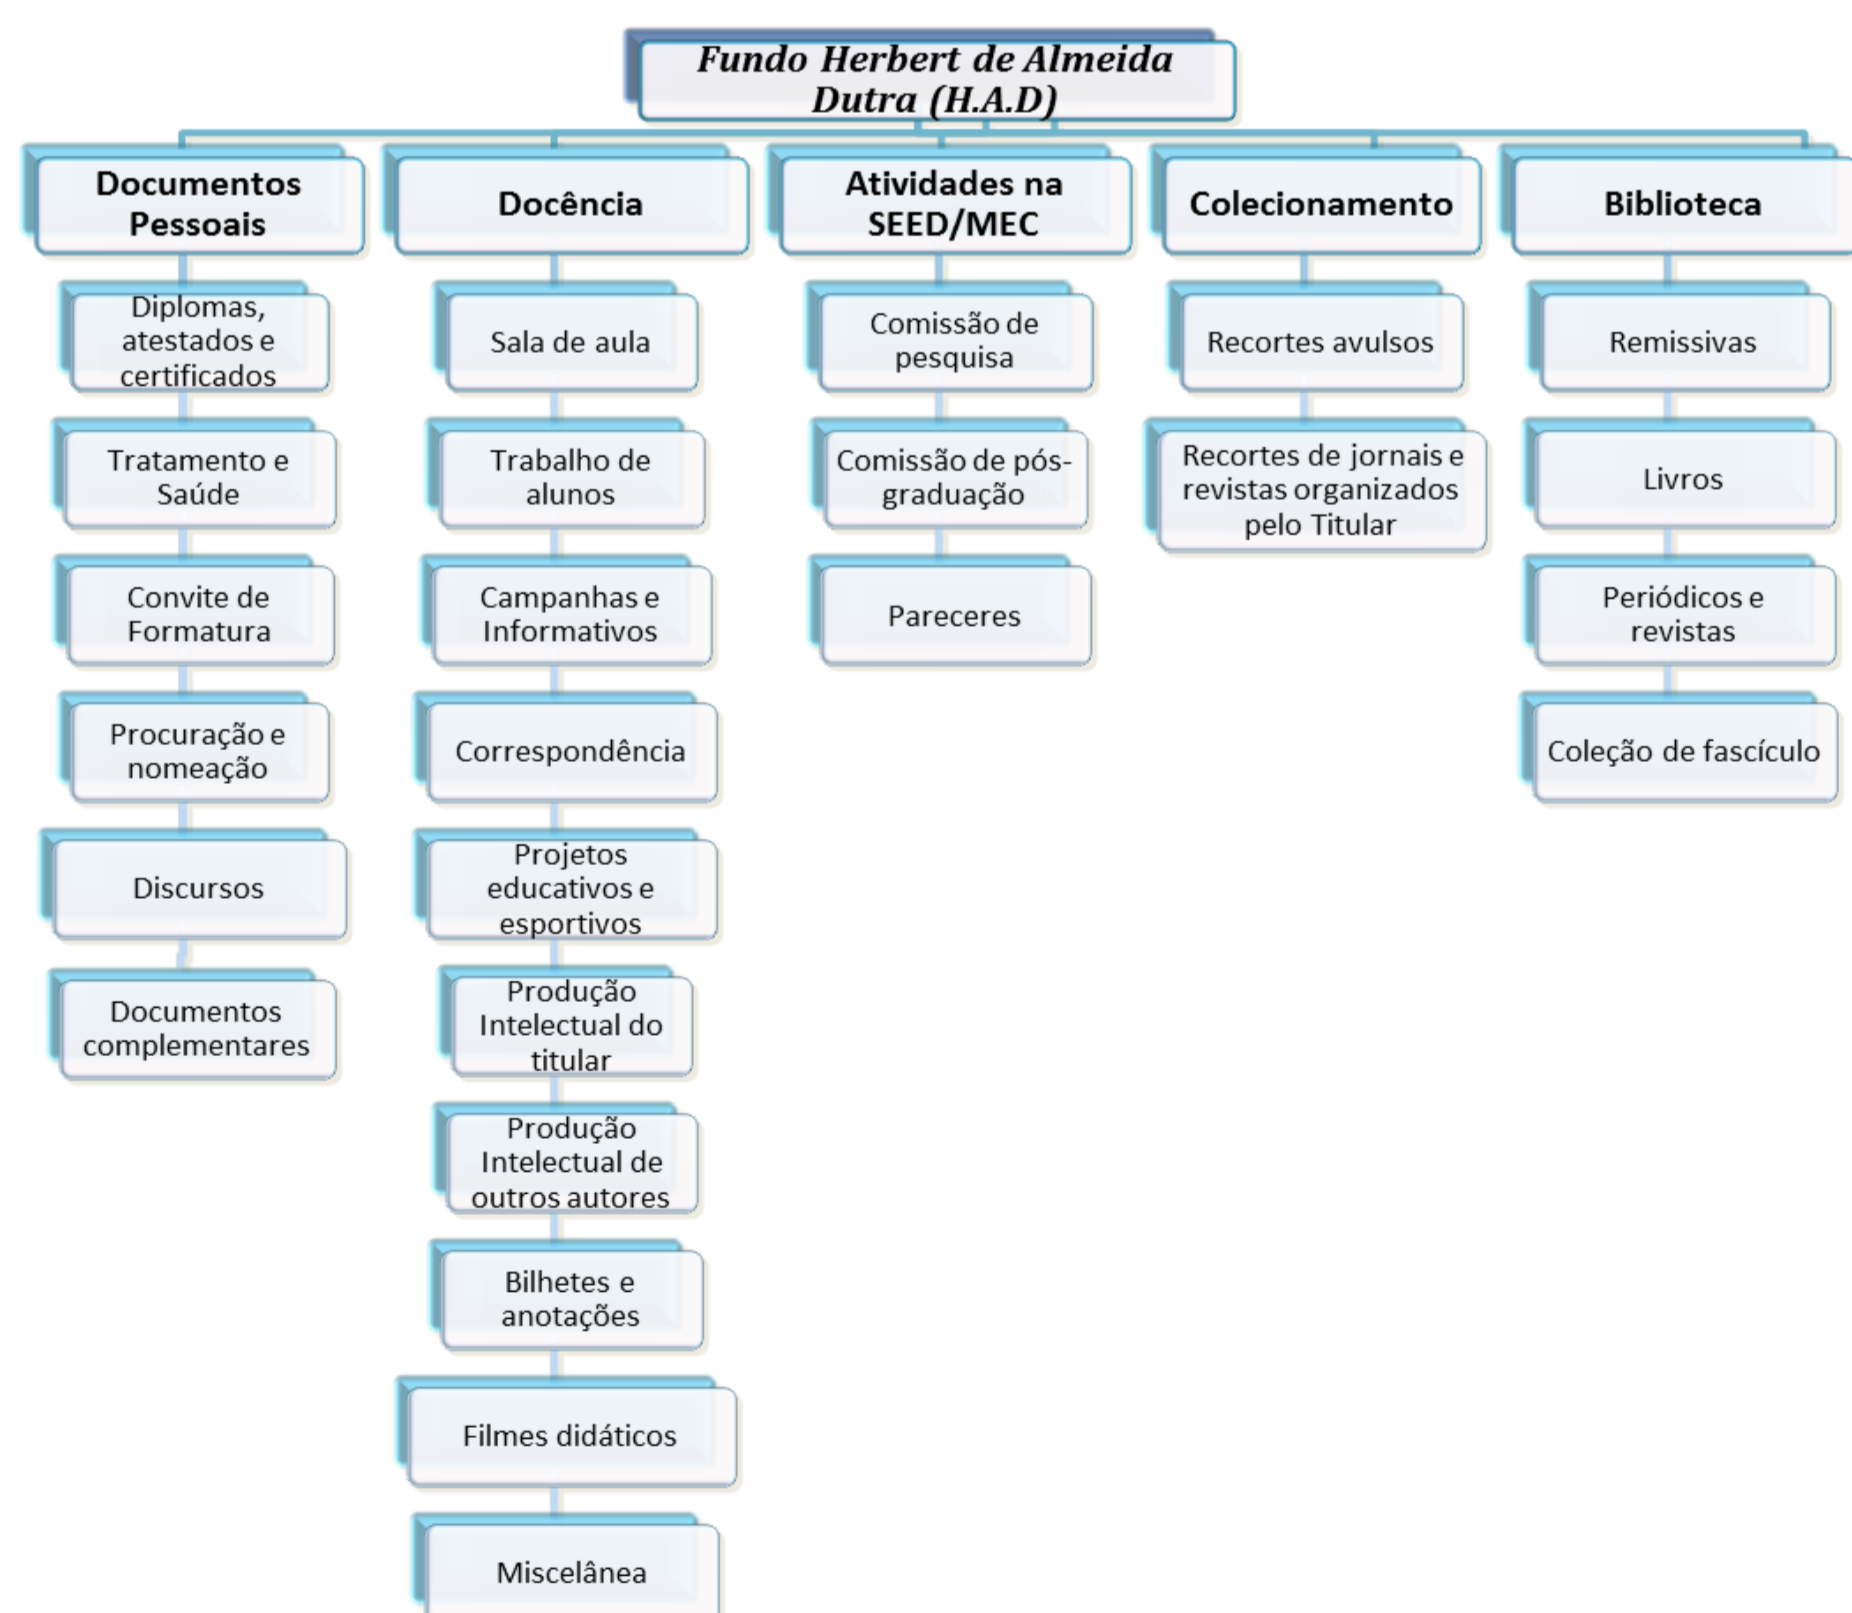 Fundo Herbert de Almeida
Dutra (H.A.D)
Documentos
Pessoais
Diplomas,
atestados e
certificados
Tratamento e
Saúde
Convite de
Formatura
Procuração e
nomeação
Discursos
Documentos
complementares
Docência
Sala de aula
Trabalho de
alunos
Campanhas e
Informativos
Correspondência
Projetos
educativos e
esportivos
Produção
Intelectual do
titular
Produção
Intelectual de
outros autores
Bilhetes e
anotações
Filmes didáticos
Miscelânea
Atividades na
SEED/MEC
Comissão de
pesquisa
Comissão de pós-
graduação
Pareceres
Colecionamento
Recortes avulsos
Recortes de jornais e
revistas organizados
pelo Titular
Biblioteca
Remissivas
Livros
Periódicos e
revistas
Coleção de fascículo